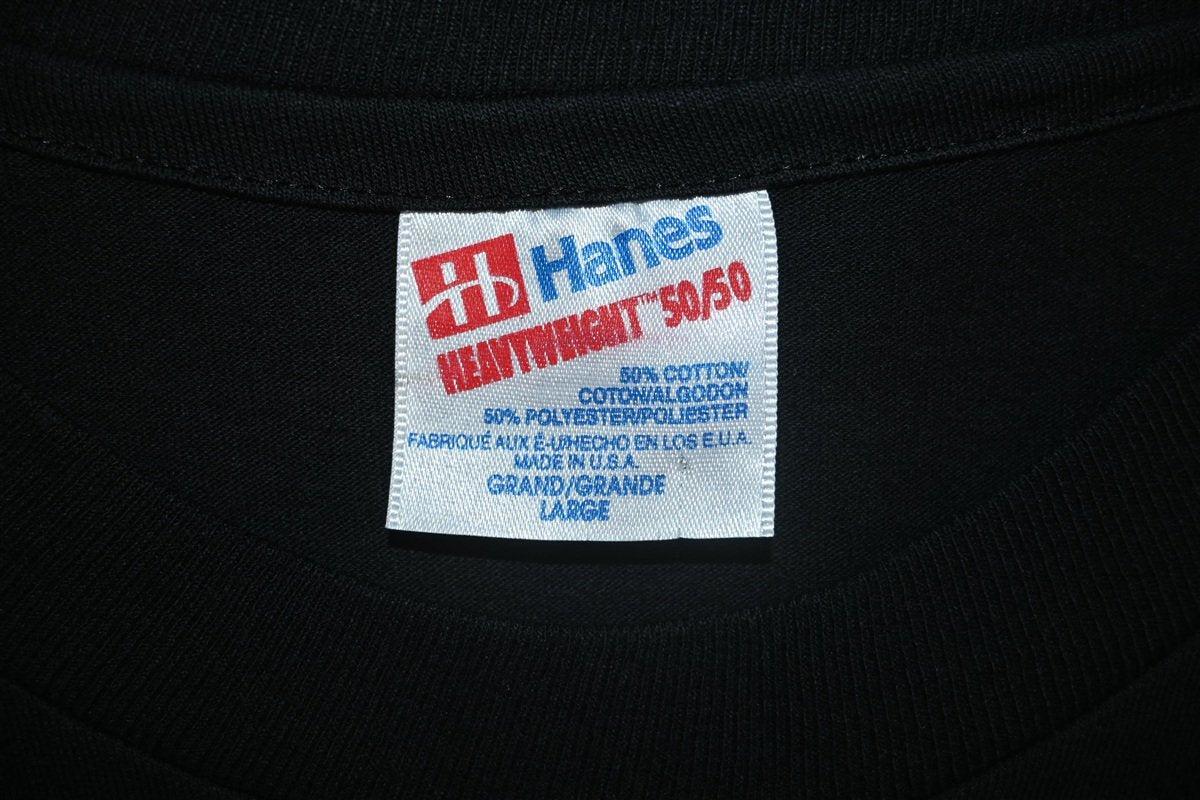 Hanes
HEAVYWEIGHT™ 50/50
50% COTTON/
COTON/ALGODON
50% POLYESTER/POLIESTER
FABRIQUÉ AUX É-U/HECHO EN LOS E.U.A.
MADE IN U.S.A.
GRAND/GRANDE
LARGE